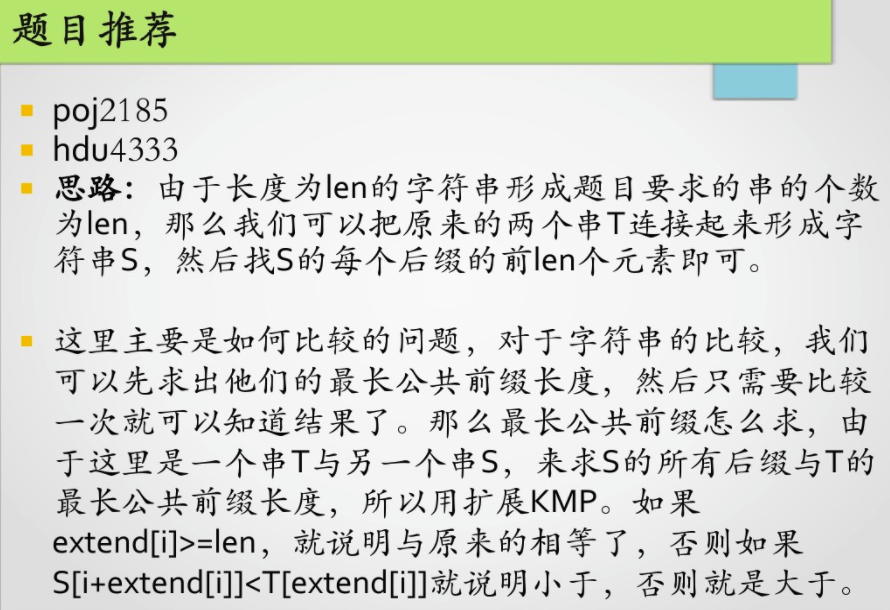 题目推荐
poj2185
hdu4333
思路：由于长度为len的字符串形成题目要求的串的个数
为len，那么我们可以把原来的两个串T连接起来形成字
符串S，然后找S的每个后缀的前len个元素即可。
这里主要是如何比较的问题，对于字符串的比较，我们
可以先求出他们的最长公共前缀长度，然后只需要比较
一次就可以知道结果了。那么最长公共前缀怎么求，由
于这里是一个串T与另一个串S，来求S的所有后缀与T的
最长公共前缀长度，所以用扩展KMP。如果
extend[i]>=len，就说明与原来的相等了，否则如果
S[i+extend[i]]<T[extend[i]]就说明小于，否则就是大于。